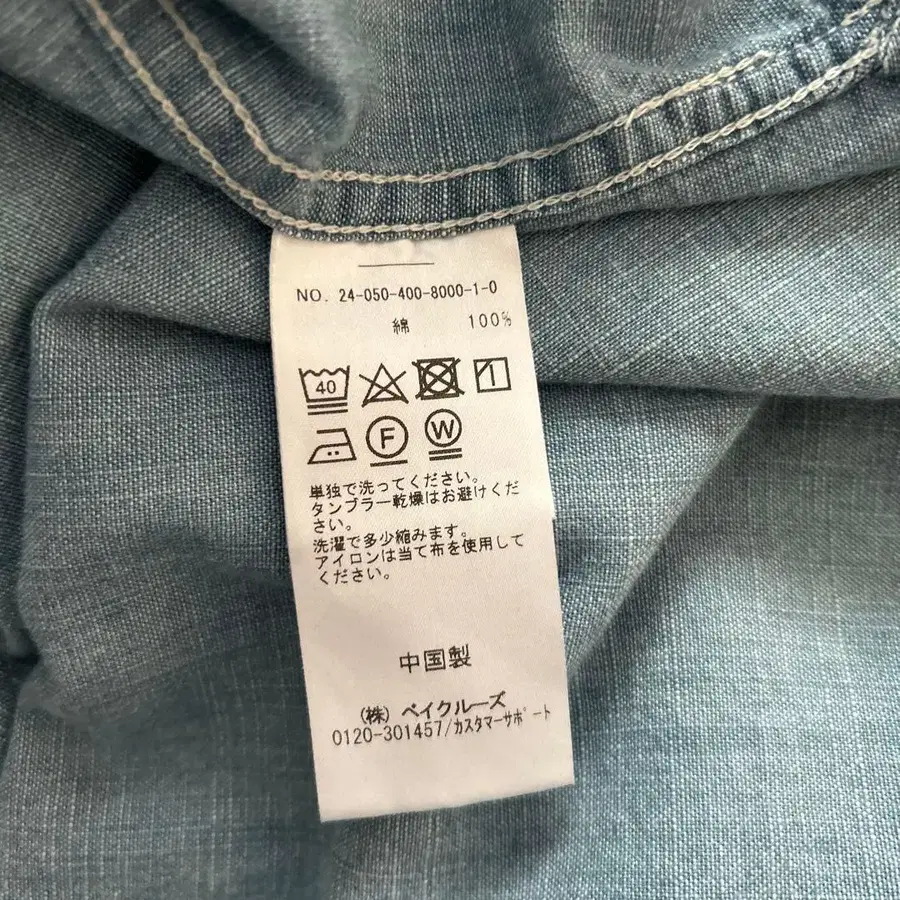 NO. 24-050-400-8000-1-0
綿 100%
40
F W
単独で洗ってください。
タンブラー乾燥はお避けくだ
さい。
洗濯で多少縮みます。
アイロンは当て布を使用して
ください。
中国製
(株) ベイクルーズ
0120-301457/カスタマーサポート